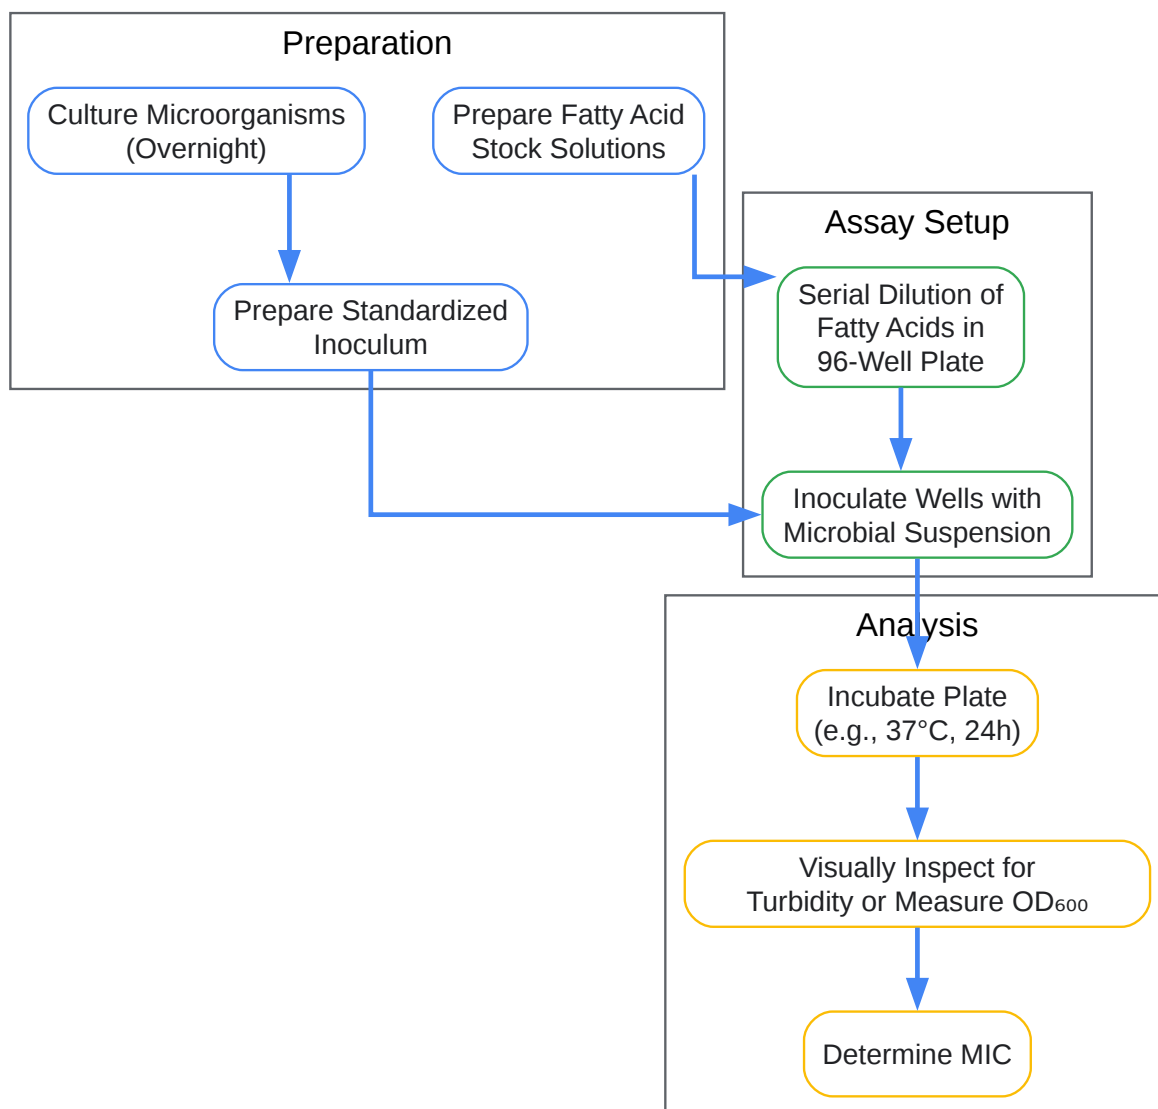 Preparation
Culture Microorganisms
(Overnight)
Prepare Fatty Acid
Stock Solutions
Prepare Standardized
Inoculum
Assay Setup
Serial Dilution of
Fatty Acids in
96-Well Plate
Inoculate Wells with
Microbial Suspension
Analysis
Incubate Plate
(e.g., 37°C, 24h)
Visually Inspect for
Turbidity or Measure OD₆₀₀
Determine MIC